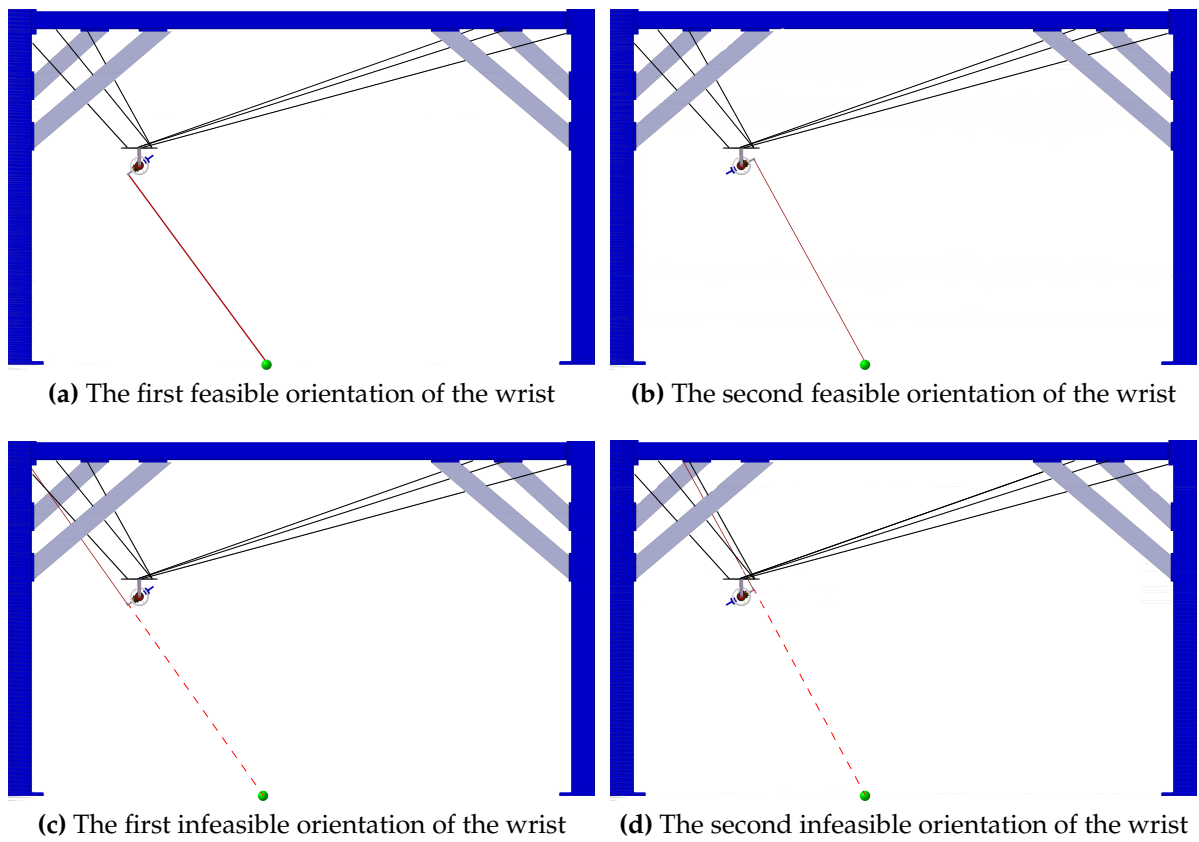 (a) The first feasible orientation of the wrist
(b) The second feasible orientation of the wrist
(c) The first infeasible orientation of the wrist
(d) The second infeasible orientation of the wrist